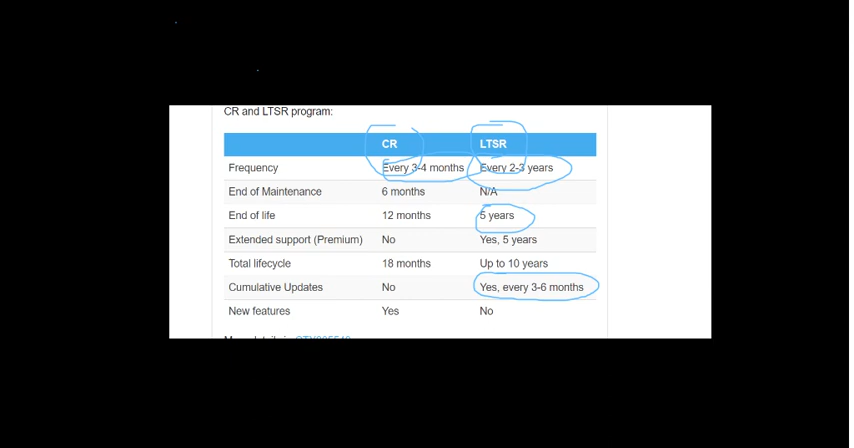 CR and LTSR program:
CR LTSR
Frequency Every 3-4 months Every 2-3 years
End of Maintenance 6 months N/A
End of life 12 months 5 years
Extended support (Premium) No Yes, 5 years
Total lifecycle 18 months Up to 10 years
Cumulative Updates No Yes, every 3-6 months
New features Yes No